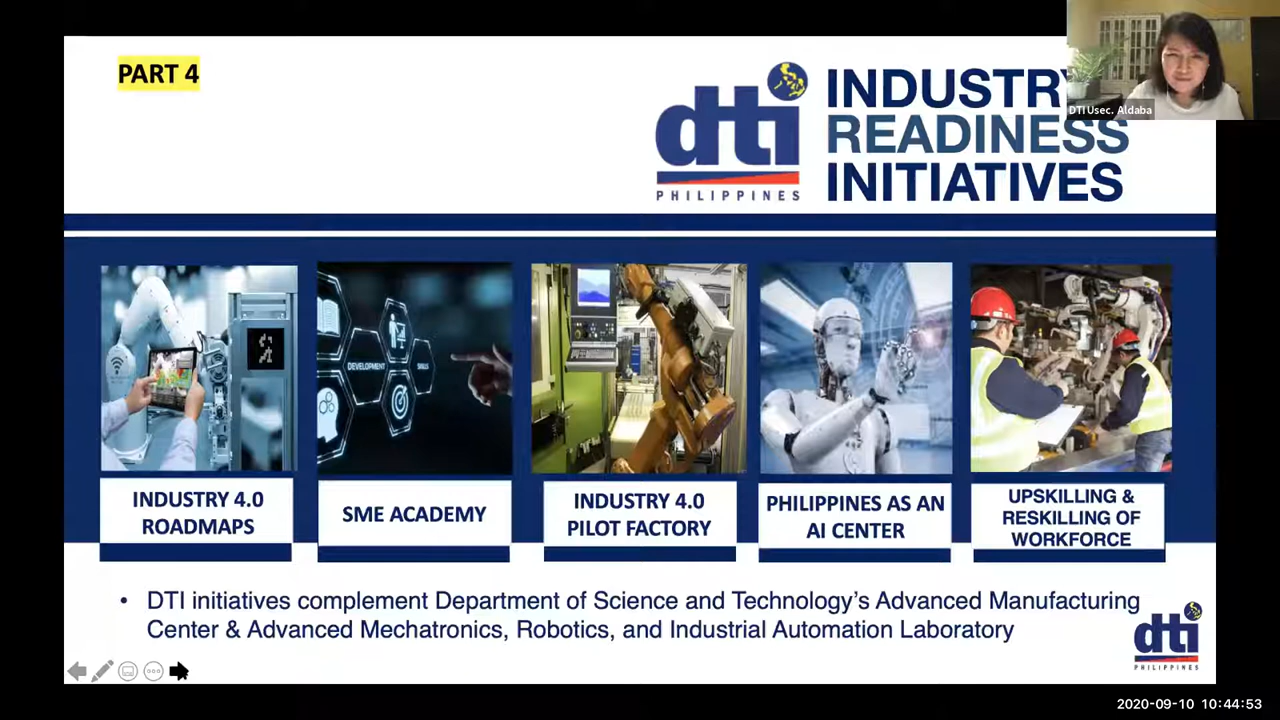 PART 4
dti
PHILIPPINES
INDUSTRY
READINESS
INITIATIVES
DTI Usec. Aldaba
DEVELOPMENT
SKILLS
INDUSTRY 4.0
ROADMAPS
SME ACADEMY
INDUSTRY 4.0
PILOT FACTORY
PHILIPPINES AS AN
AI CENTER
UPSKILLING &
RESKILLING OF
WORKFORCE
• DTI initiatives complement Department of Science and Technology’s Advanced Manufacturing
Center & Advanced Mechatronics, Robotics, and Industrial Automation Laboratory
dti
PHILIPPINES
2020-09-10 10:44:53